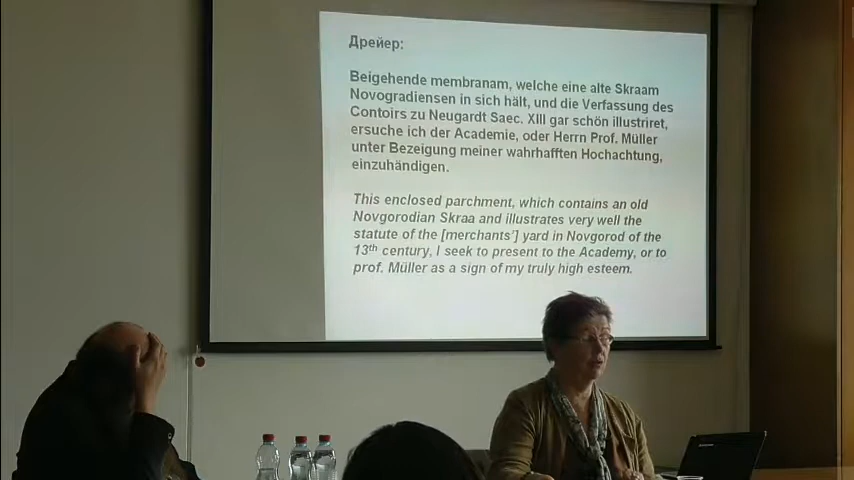 Дрейер:
Beigehende membranam, welche eine alte Skraam
Novogradiensen in sich hält, und die Verfassung des
Contoirs zu Neugardt Saec. XIII gar schön illustriret,
ersuche ich der Academie, oder Herrn Prof. Müller
unter Bezeigung meiner wahrhafften Hochachtung,
einzuhändigen.
This enclosed parchment, which contains an old
Novgorodian Skraa and illustrates very well the
statute of the [merchants'] yard in Novgorod of the
13th century, I seek to present to the Academy, or to
prof. Müller as a sign of my truly high esteem.